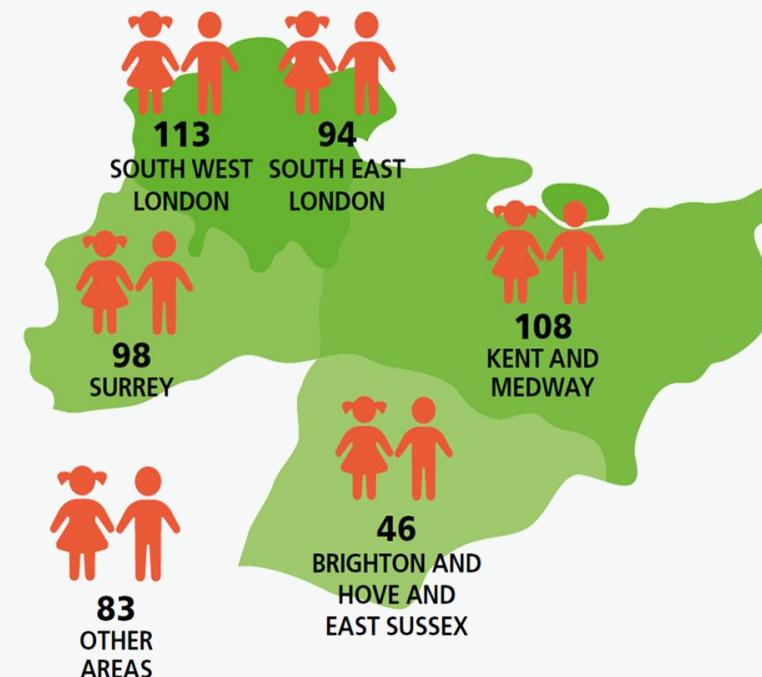 113
SOUTH WEST
LONDON
94
SOUTH EAST
LONDON
98
SURREY
108
KENT AND
MEDWAY
46
BRIGHTON AND
HOVE AND
EAST SUSSEX
83
OTHER
AREAS